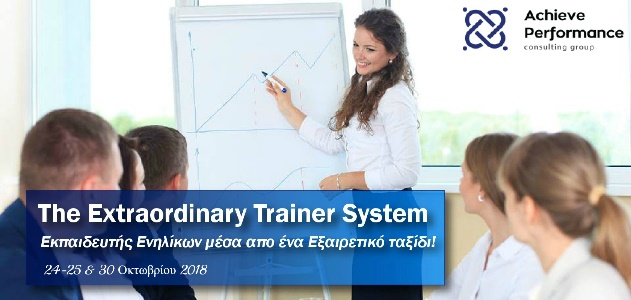 Achieve
Performance
consulting group
The Extraordinary Trainer System
Εκπαιδευτής Ενηλίκων μέσα απο ένα Εξαιρετικό ταξίδι!
24-25 & 30 Οκτωβρίου 2018